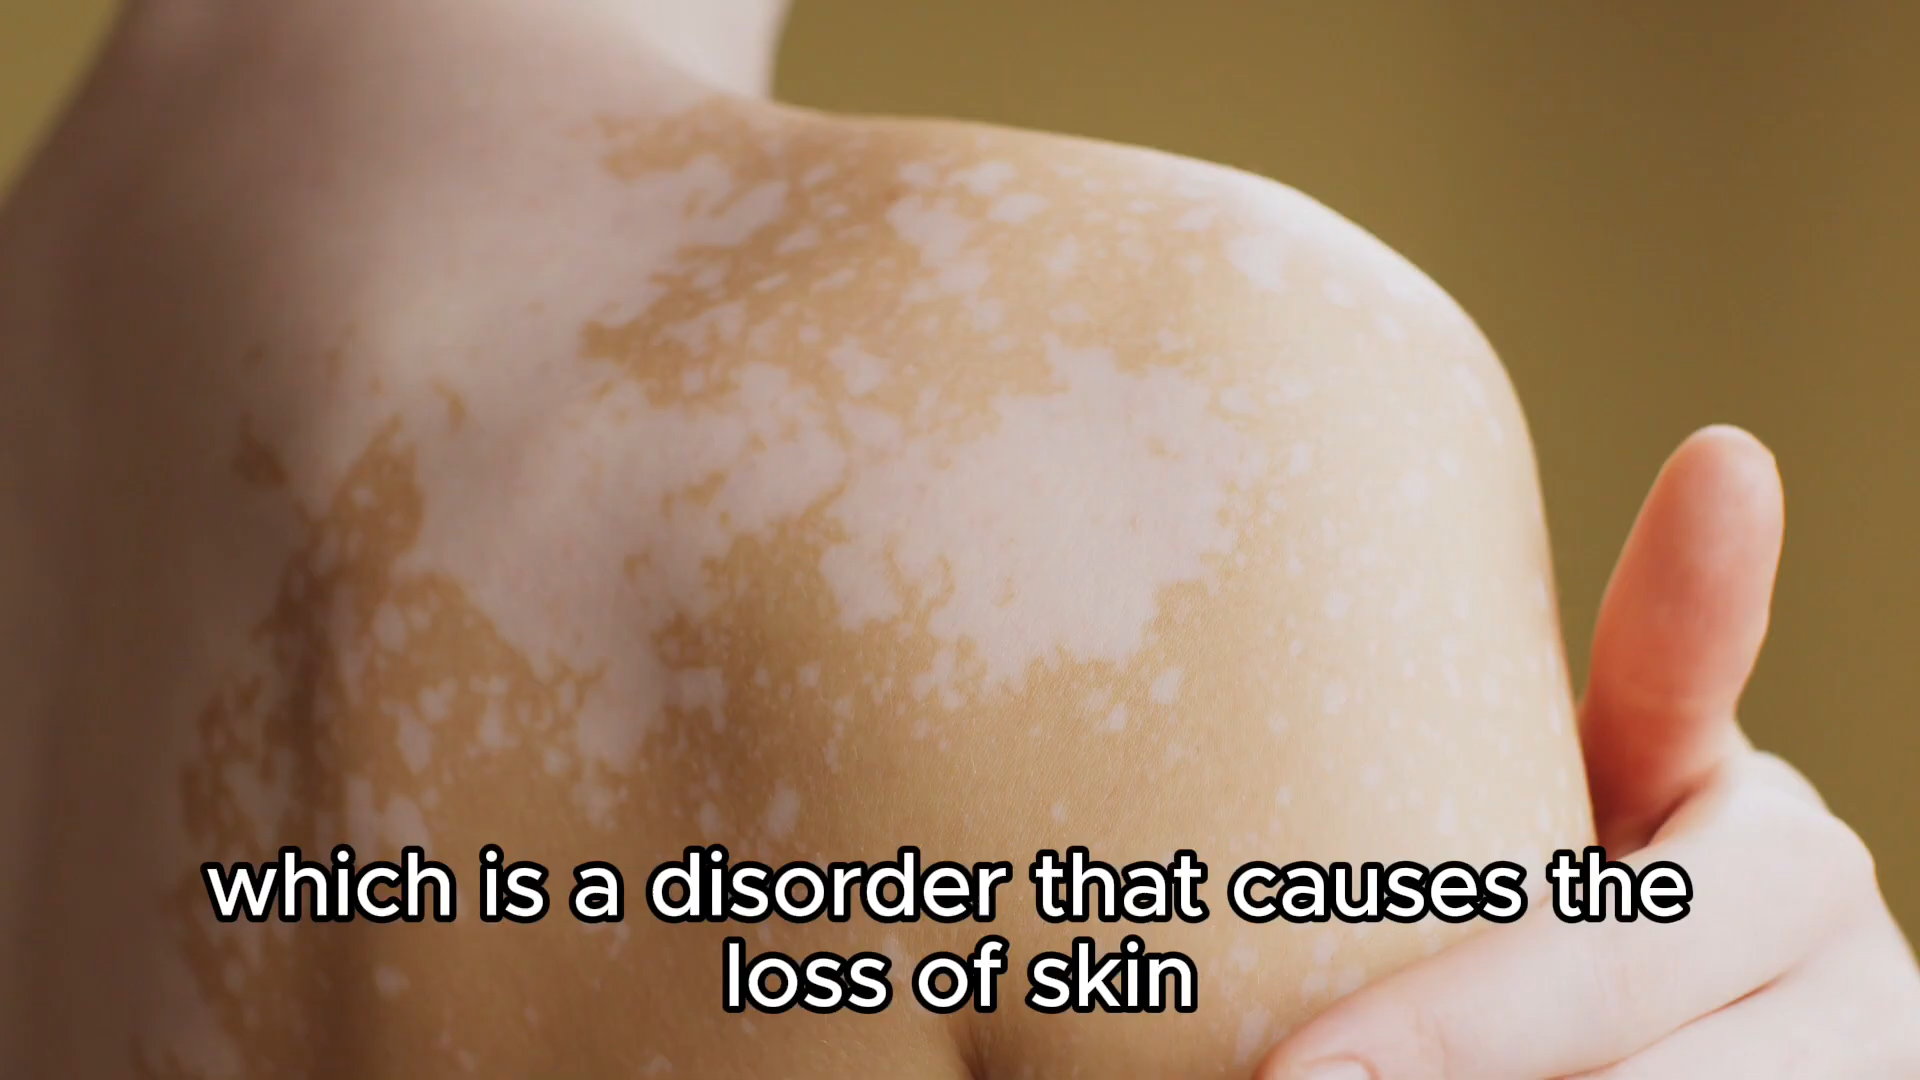 which is a disorder that causes the
loss of skin